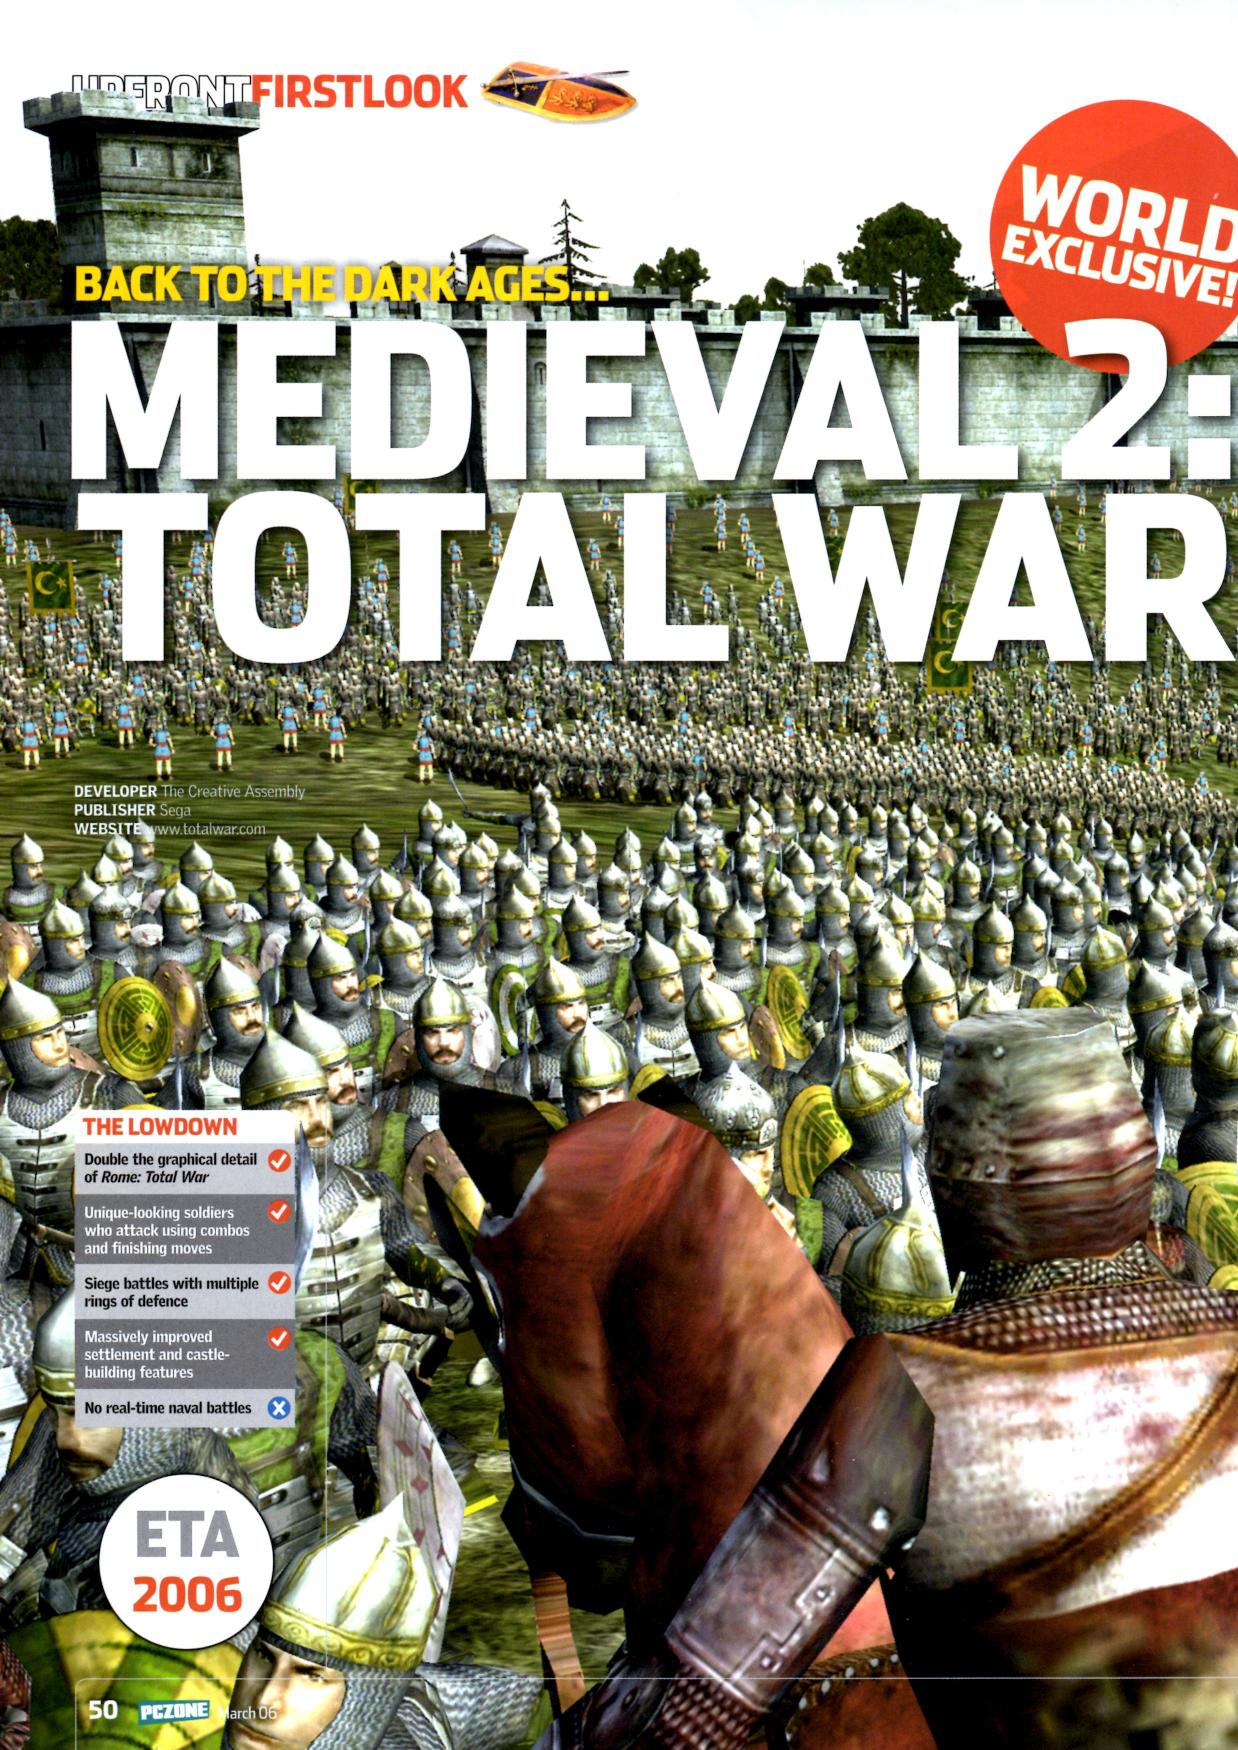 UPFRONTFIRSTLOOK
WORLD
EXCLUSIVE!
BACK TO THE DARK AGES...
MEDIEVAL 2:
TOTAL WAR
DEVELOPER The Creative Assembly
PUBLISHER Sega
WEBSITE www.totalwar.com
THE LOWDOWN
Double the graphical detail
of Rome: Total War
Unique-looking soldiers
who attack using combos
and finishing moves
Siege battles with multiple
rings of defence
Massively improved
settlement and castle-
building features
No real-time naval battles
ETA
2006
50 PCZONE March 06